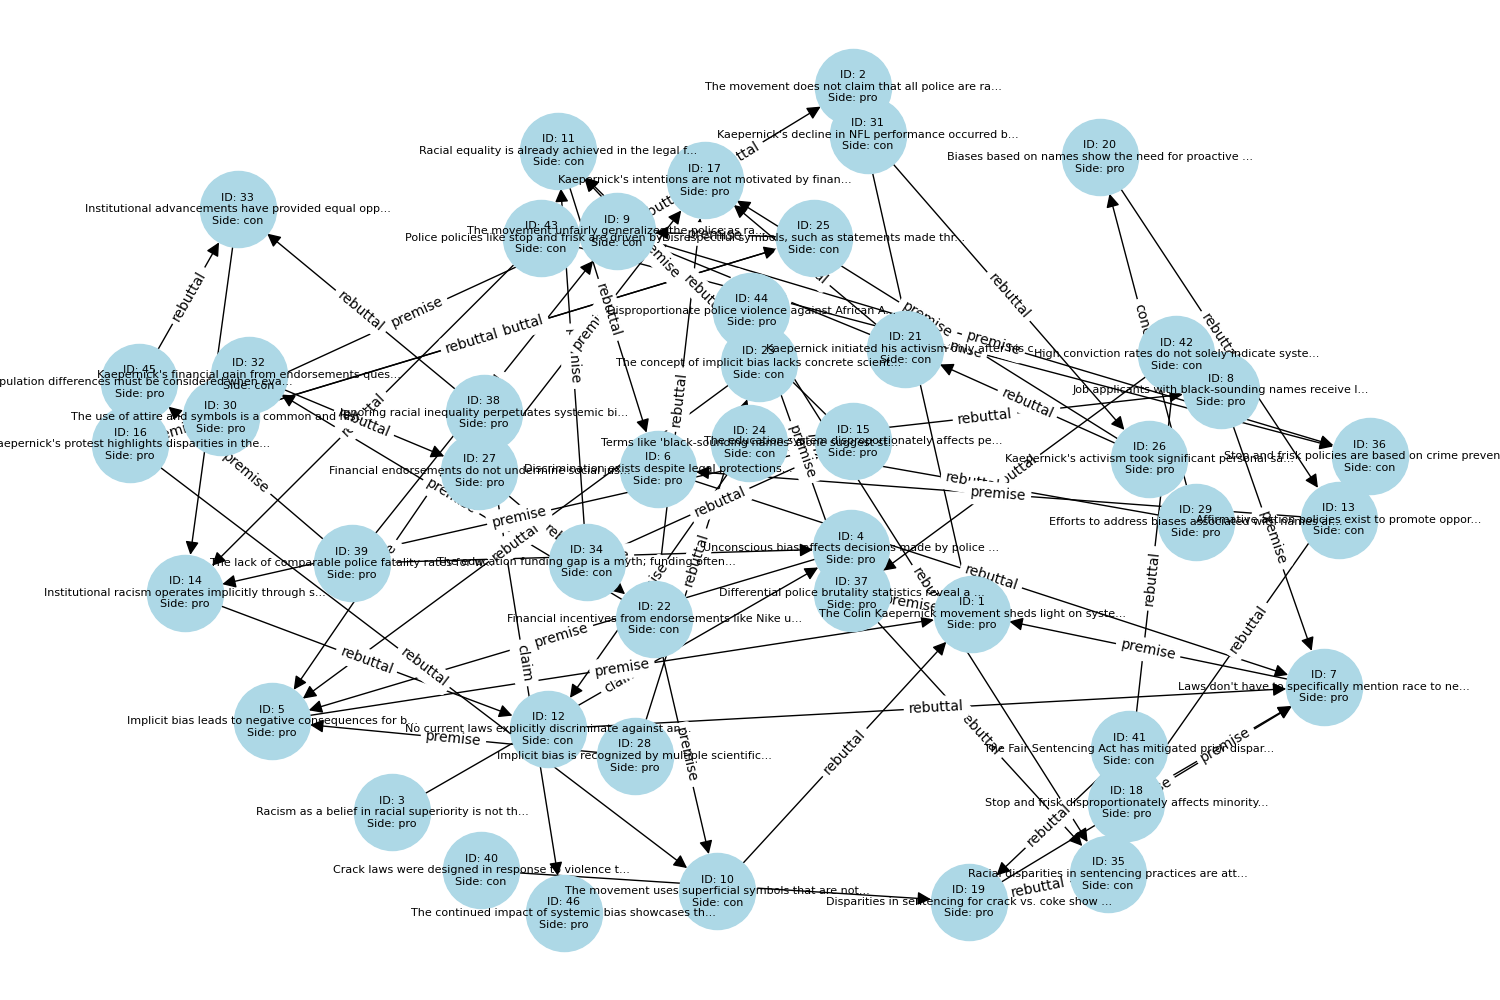 ID: 2
The movement does not claim that all police are ra...
Side: pro
ID: 31
Kaepernick's decline in NFL performance occurred b...
Side: con
ID: 11
Racial equality is already achieved in the legal f...
Side: con
ID: 20
Biases based on names show the need for proactive ...
Side: pro
ID: 17
Kaepernick's intentions are not motivated by finan...
Side: pro
ID: 33
Institutional advancements have provided equal opp...
Side: con
ID: 43
Police policies like stop and frisk are driven by
Side: con
ID: 9
The movement unfairly generalizes the police as ra...
Side: con
ID: 25
disrespectful symbols, such as statements made thr...
Side: con
ID: 44
Disproportionate police violence against African A...
Side: pro
ID: 23
The concept of implicit bias lacks concrete scient...
Side: con
ID: 21
Kaepernick initiated his activism only after his c...
Side: con
ID: 42
High conviction rates do not solely indicate syste...
Side: con
ID: 8
Job applicants with black-sounding names receive l...
Side: pro
ID: 45
population differences must be considered when eva...
Side: pro
ID: 32
Kaepernick's financial gain from endorsements ques...
Side: con
ID: 30
The use of attire and symbols is a common and
Side: con
ID: 16
Kaepernick's protest highlights disparities in the...
Side: pro
ID: 38
Ignoring racial inequality perpetuates systemic bi...
Side: pro
ID: 27
Financial endorsements do not undermine social jus...
Side: pro
ID: 6
Discrimination exists despite legal protections.
Side: pro
ID: 24
Terms like 'black-sounding names' alone suggest st...
Side: con
ID: 15
The education system disproportionately affects pe...
Side: pro
ID: 26
Kaepernick's activism took significant personal sa...
Side: pro
ID: 36
Stop and frisk policies are based on crime preven
Side: con
ID: 29
Efforts to address biases associated with names ar...
Side: pro
ID: 13
Affirmative action policies exist to promote oppor...
Side: con
ID: 39
The lack of comparable police fatality rates for w...
Side: pro
ID: 34
The education funding gap is a myth; funding often...
Side: con
ID: 4
Unconscious bias affects decisions made by police ...
Side: pro
ID: 14
Institutional racism operates implicitly through s...
Side: pro
ID: 37
Differential police brutality statistics reveal a ...
Side: pro
ID: 22
Financial incentives from endorsements like Nike u...
Side: con
ID: 1
The Colin Kaepernick movement sheds light on syste...
Side: pro
ID: 7
Laws don't have to specifically mention race to ne...
Side: pro
ID: 5
Implicit bias leads to negative consequences for b...
Side: pro
ID: 12
No current laws explicitly discriminate against an...
Side: con
ID: 28
Implicit bias is recognized by multiple scientific...
Side: pro
ID: 41
The Fair Sentencing Act has mitigated prior dispar...
Side: con
ID: 18
Stop and frisk disproportionately affects minority...
Side: pro
ID: 3
Racism as a belief in racial superiority is not th...
Side: pro
ID: 40
Crack laws were designed in response to violence t...
Side: con
ID: 46
The continued impact of systemic bias showcases th...
Side: pro
ID: 10
The movement uses superficial symbols that are not...
Side: con
ID: 35
Racial disparities in sentencing practices are att...
Side: con
ID: 19
Disparities in sentencing for crack vs. coke show ...
Side: pro
rebuttal
rebuttal
premise
rebuttal
rebuttal
rebuttal
premise
premise
premise
rebuttal
rebuttal
rebuttal
rebuttal
rebuttal
premise
premise
premise
rebuttal
rebuttal
premise
rebuttal
rebuttal
rebuttal
premise
premise
rebuttal
claim
premise
rebuttal
rebuttal
premise
rebuttal
rebuttal
premise
premise
rebuttal
premise
rebuttal
rebuttal